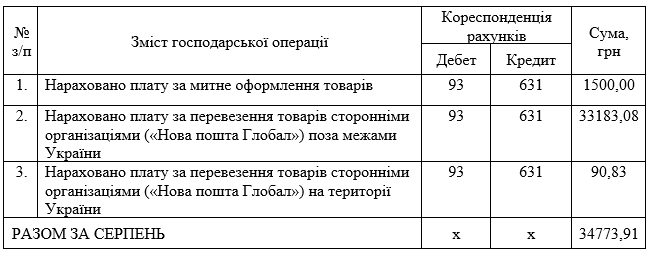 № з/п Зміст господарської операції Кореспонденція рахунків Сума, грн
Дебет Кредит
1. Нараховано плату за митне оформлення товарів 93 631 1500,00
2. Нараховано плату за перевезення товарів сторонніми 93 631 33183,08
організаціями («Нова пошта Глобал») поза межами
України
3. Нараховано плату за перевезення товарів сторонніми 93 631 90,83
організаціями («Нова пошта Глобал») на території
України
РАЗОМ ЗА СЕРПЕНЬ х х 34773,91